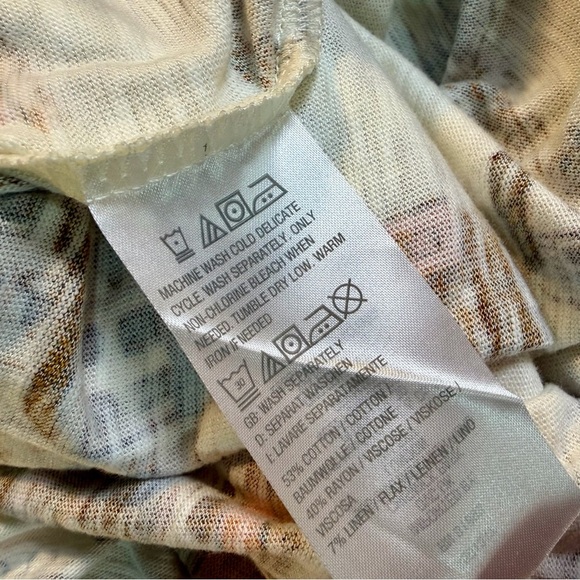 MACHINE WASH COLD DELICATE
CYCLE. WASH SEPARATELY. ONLY
NON-CHLORINE BLEACH WHEN
NEEDED. TUMBLE DRY LOW. WARM
IRON IF NEEDED
30
GB: WASH SEPARATELY
D: SEPARAT WASCHEN
I: LAVARE SEPARATAMENTE
53% COTTON / COTTON /
BAUMWOLLE / COTONE
40% RAYON / VISCOSE / VISKOSE /
VISCOSA
7% LINEN / FLAX / LEINEN / LINO